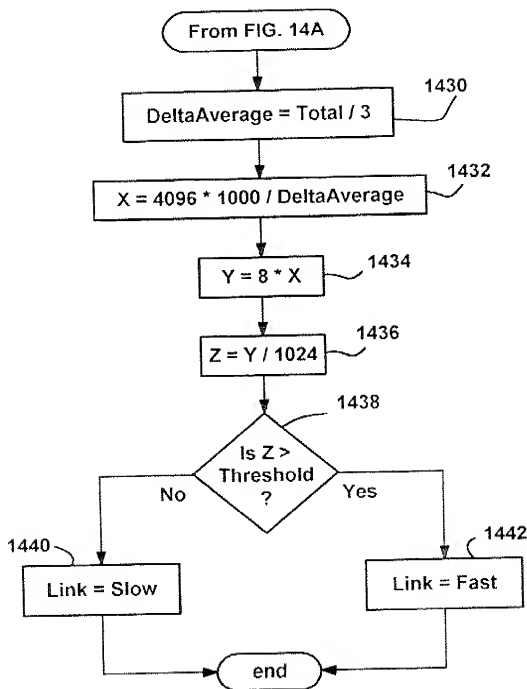 From FIG. 14A
1430
DeltaAverage = Total / 3
1432
X = 4096 * 1000 / DeltaAverage
1434
Y = 8 * X
1436
Z = Y / 1024
1438
Is Z >
Threshold
?
No
Yes
1440
Link = Slow
1442
Link = Fast
end